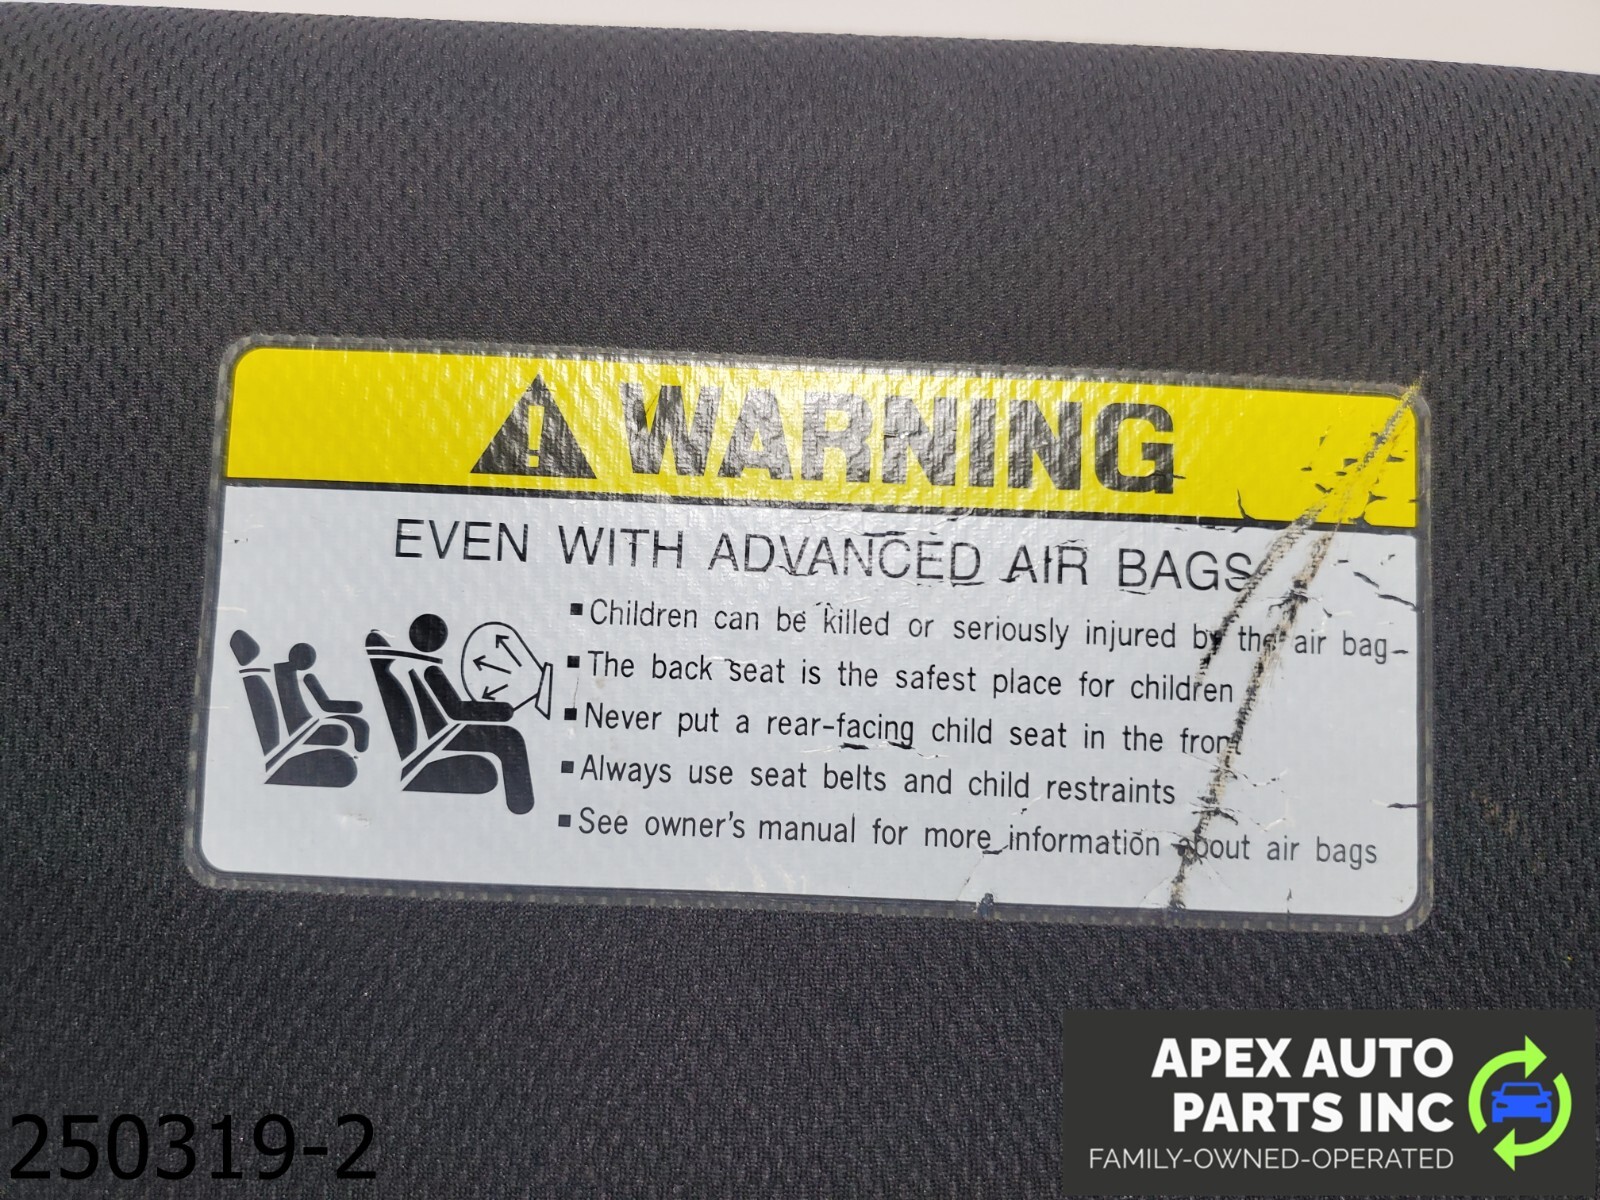 WARNING
EVEN WITH ADVANCED AIR BAGS
▪Children can be killed or seriously injured by the air bag
▪The back seat is the safest place for children
▪Never put a rear-facing child seat in the front
▪Always use seat belts and child restraints
▪See owner's manual for more information about air bags
250319-2
APEX AUTO
PARTS INC
FAMILY-OWNED-OPERATED